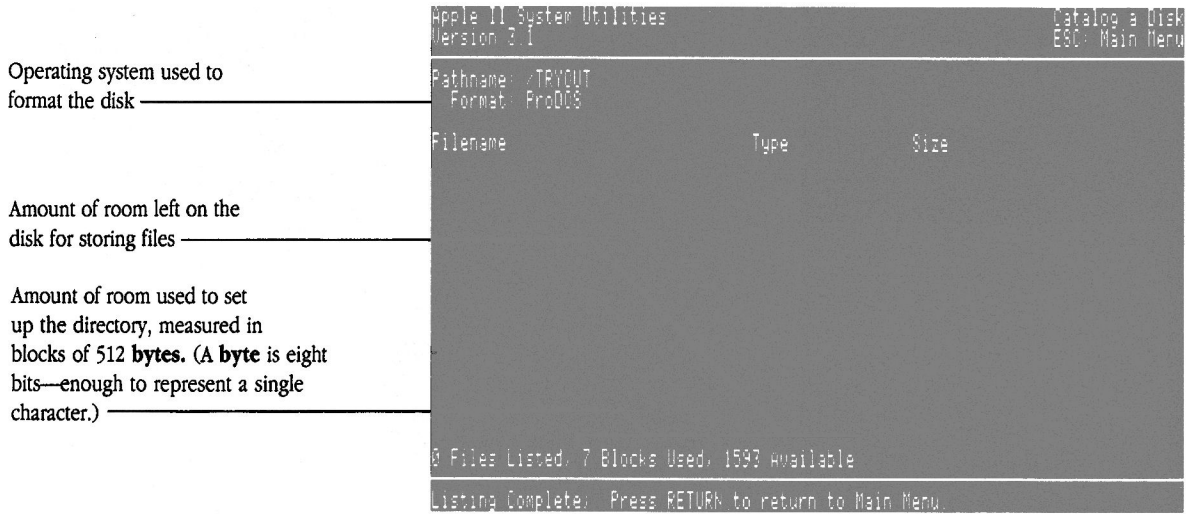 Operating system used to
format the disk
Amount of room left on the
disk for storing files
Amount of room used to set
up the directory, measured in
blocks of 512 bytes. (A byte is eight
bits—enough to represent a single
character.)
Apple II System Utilities
Catalog a Disk
Version 3.1
ESC: Main Menu
Pathname: /TRYOUT
Format: ProDOS
Filename Type Size
0 Files Listed, 7 Blocks Used, 1593 Available
Listing Complete; Press RETURN to return to Main Menu.